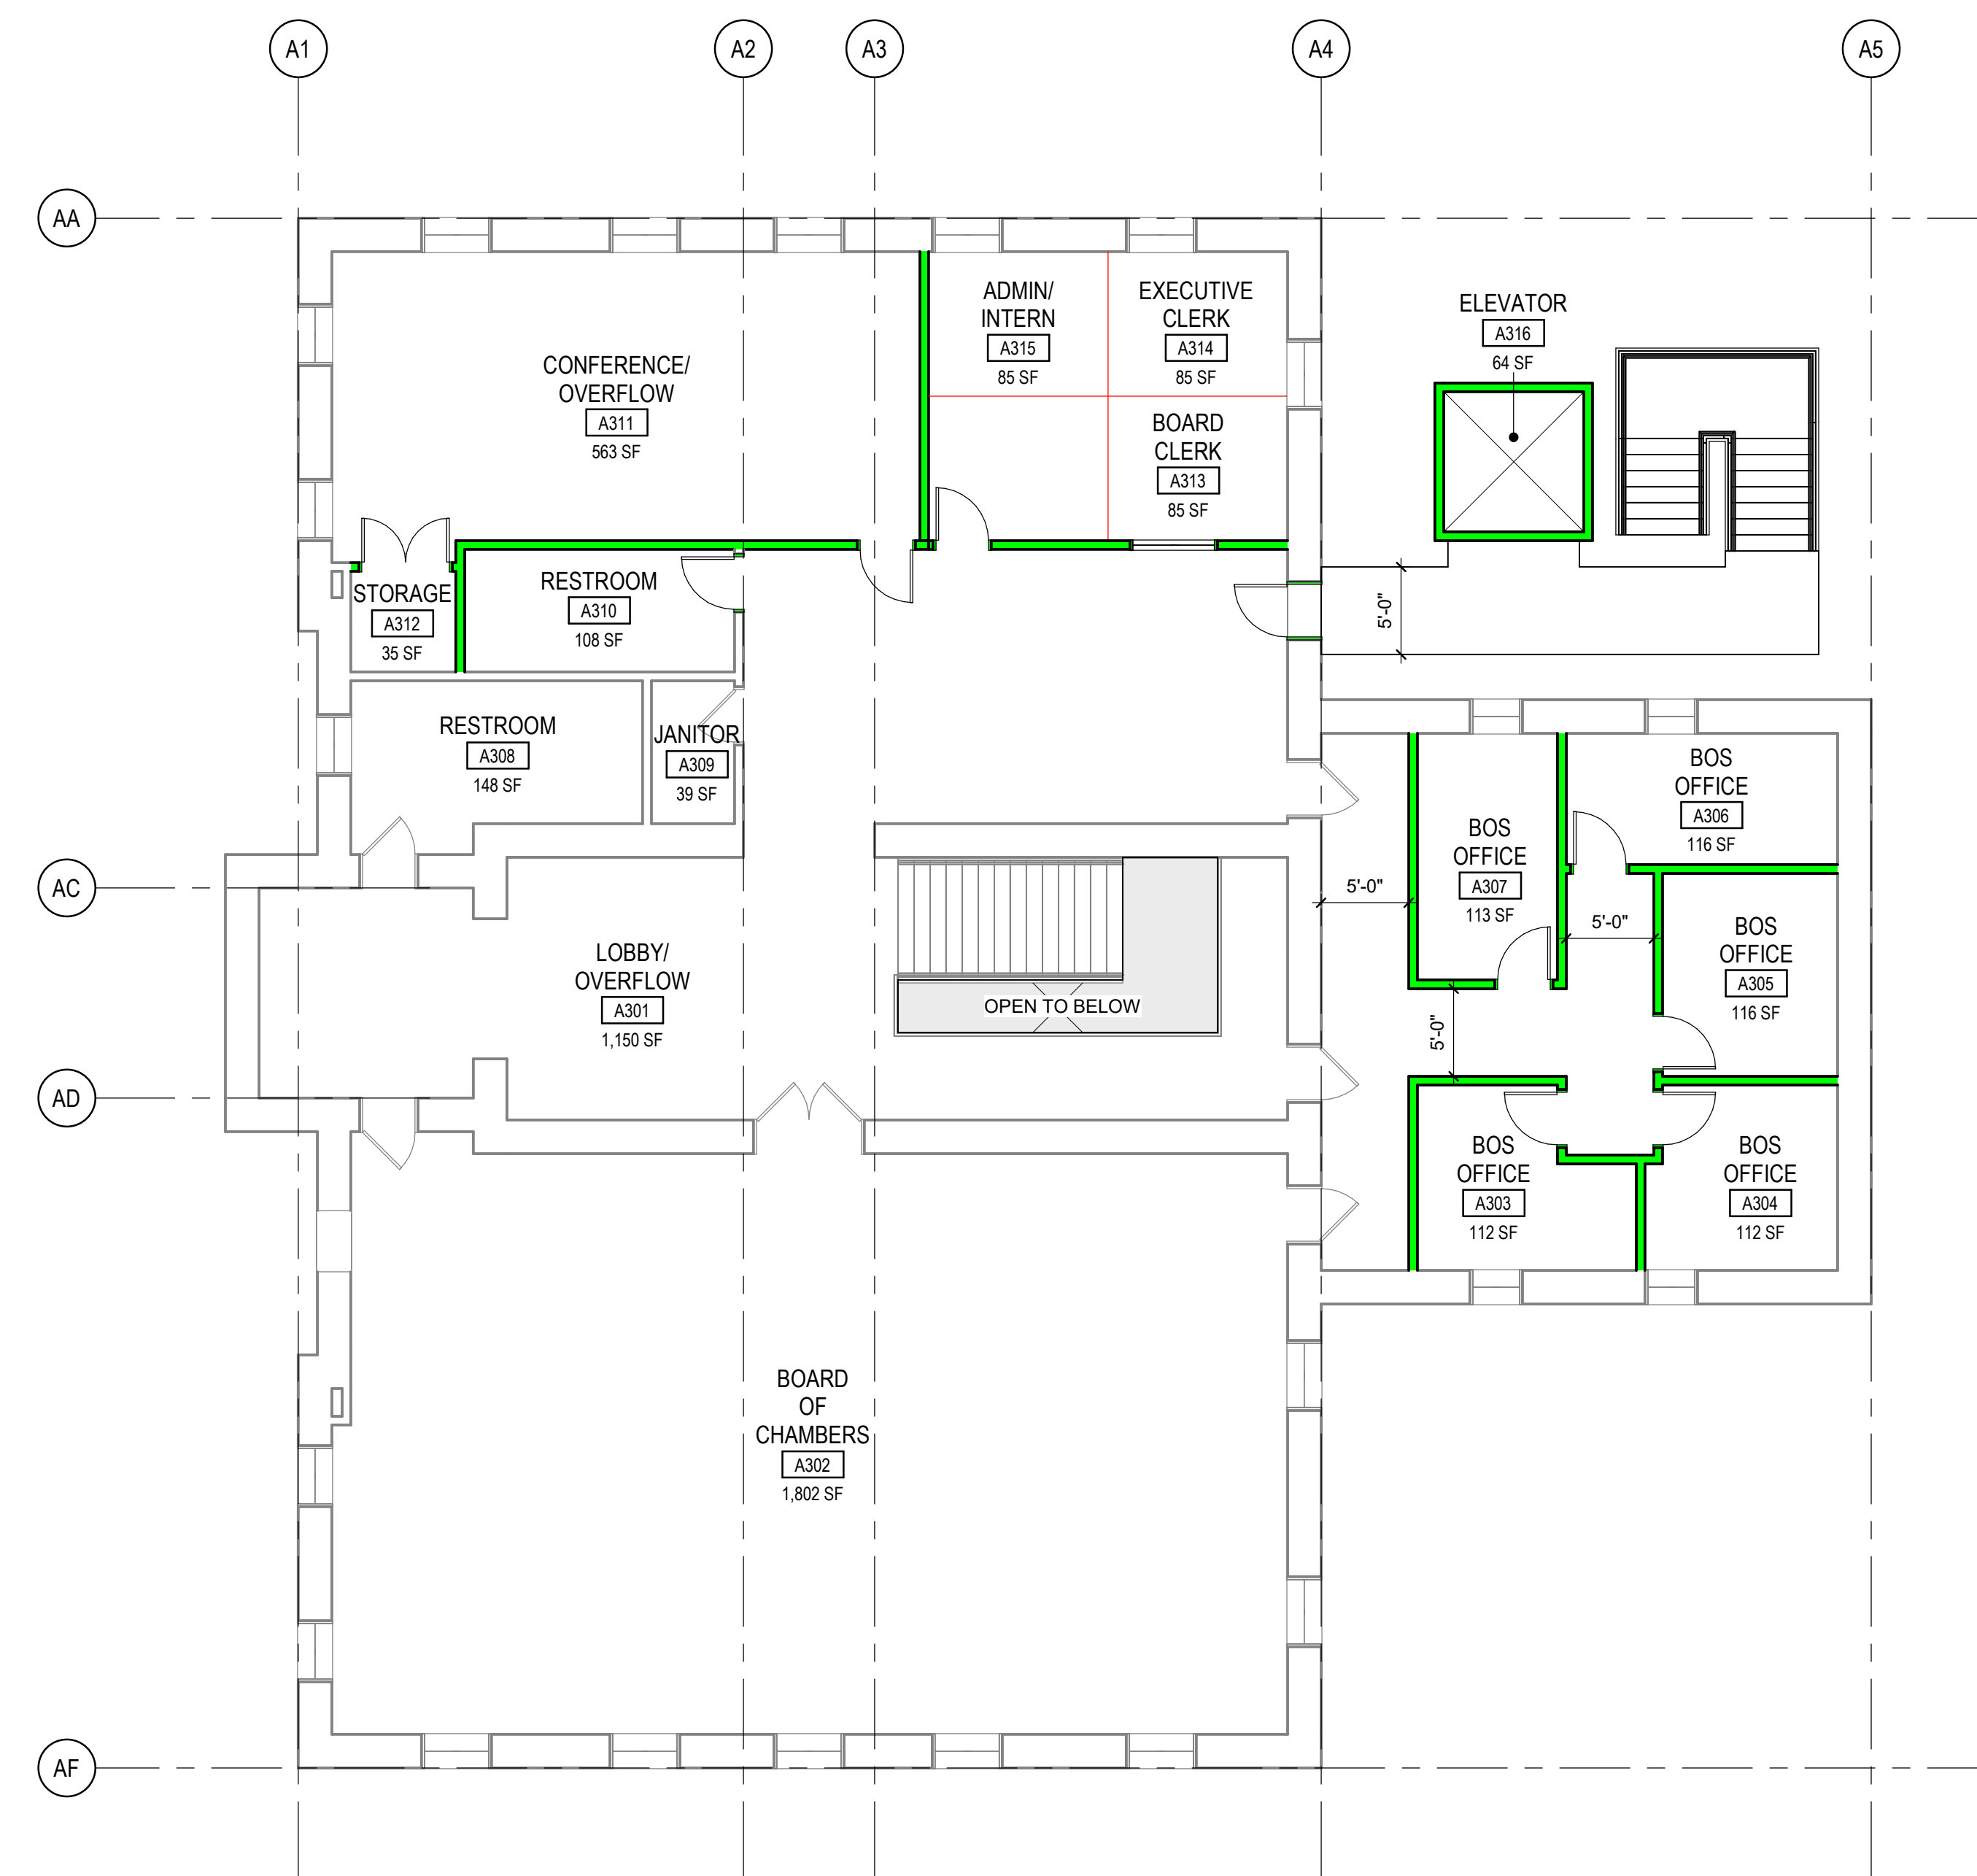 A1
A2
A3
A4
A5
AA
ADMIN/
INTERN
A315
85 SF
EXECUTIVE
CLERK
A314
85 SF
ELEVATOR
A316
64 SF
CONFERENCE/
OVERFLOW
A311
563 SF
BOARD
CLERK
A313
85 SF
STORAGE
A312
35 SF
RESTROOM
A310
108 SF
5'-0"
RESTROOM
A308
148 SF
JANITOR
A309
39 SF
BOS
OFFICE
A306
116 SF
BOS
OFFICE
A307
113 SF
AC
5'-0"
5'-0"
LOBBY/
OVERFLOW
A301
1,150 SF
OPEN TO BELOW
BOS
OFFICE
A305
116 SF
5'-0"
AD
BOS
OFFICE
A303
112 SF
BOS
OFFICE
A304
112 SF
BOARD
OF
CHAMBERS
A302
1,802 SF
AF